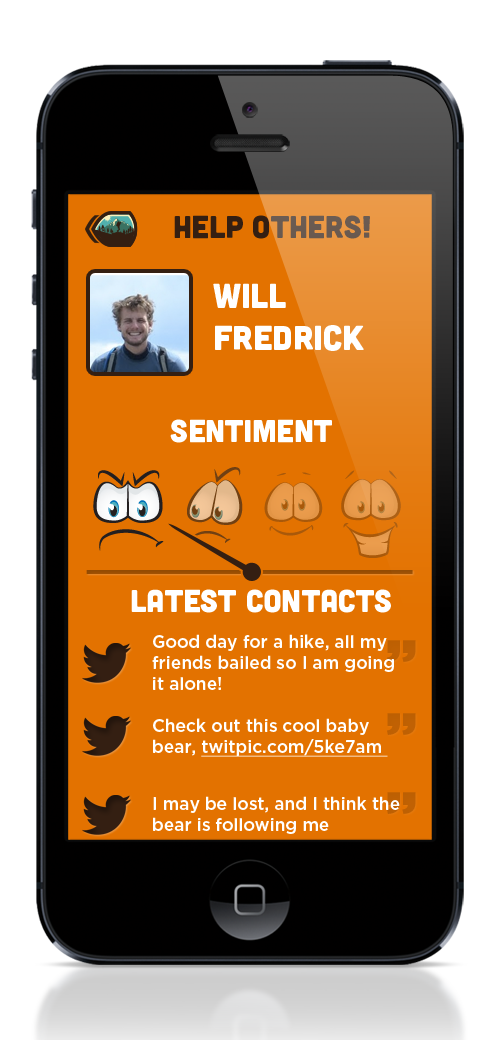 HELP OTHERS!
WILL
FREDRICK
SENTIMENT
LATEST CONTACTS
Good day for a hike, all my
friends bailed so I am going
it alone!
Check out this cool baby
bear, twitpic.com/5ke7am
I may be lost, and I think the
bear is following me